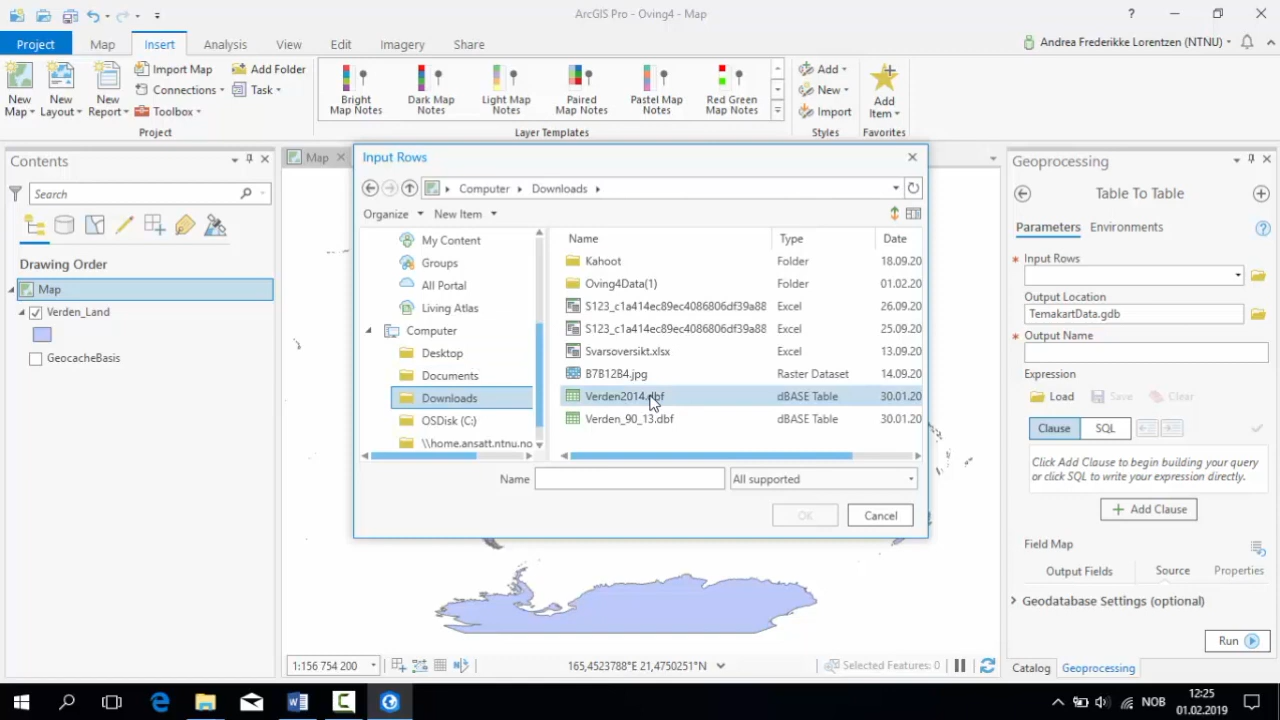 ArcGIS Pro - Oving4 - Map
?
Project Map Insert Analysis View Edit Imagery Share
Andrea Frederikke Lorentzen (NTNU)
New Map
New Layout
New Report
Import Map
Connections
Toolbox
Add Folder
Task
Project
Bright Map Notes
Dark Map Notes
Light Map Notes
Paired Map Notes
Pastel Map Notes
Red Green Map Notes
Layer Templates
Add
New
Import
Styles
Add Item
Favorites
Contents
Search
Drawing Order
Map
Verden_Land
GeocacheBasis
Map
Input Rows
Computer Downloads
Organize New Item
My Content
Groups
All Portal
Living Atlas
Computer
Desktop
Documents
Downloads
OSDisk (C:)
\\home.ansatt.ntnu.no
Name Type Date
Kahoot Folder 18.09.20
Oving4Data(1) Folder 01.02.20
S123_c1a414ec89ec4086806df39a88 Excel 26.09.20
S123_c1a414ec89ec4086806df39a88 Excel 25.09.20
Svarsoversikt.xlsx Excel 13.09.20
B7B12B4.jpg Raster Dataset 14.09.20
Verden2014.dbf dBASE Table 30.01.20
Verden_90_13.dbf dBASE Table 30.01.20
Name All supported
OK Cancel
Geoprocessing
Table To Table
Parameters Environments
?
* Input Rows
Output Location
TemakartData.gdb
* Output Name
Expression
Load Save Clear
Clause SQL
Click Add Clause to begin building your query
or click SQL to write your expression directly.
Add Clause
Field Map
Output Fields Source Properties
Geodatabase Settings (optional)
Run
Catalog Geoprocessing
1:156 754 200
165,4523788°E 21,4750251°N
Selected Features: 0
NOB
12:25
01.02.2019